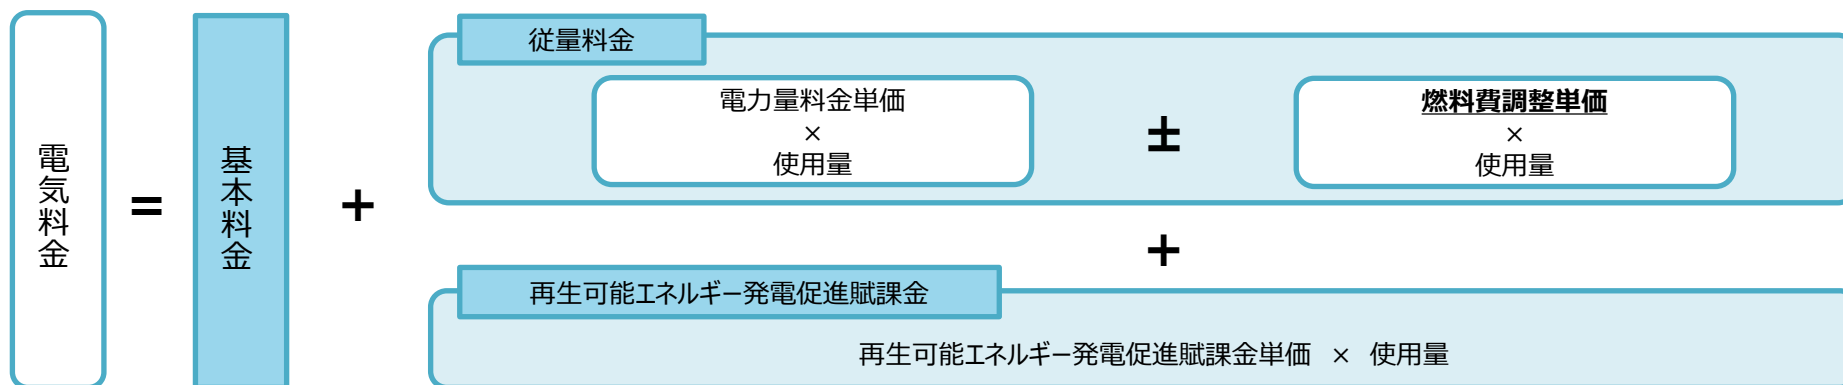 電気料金
=
基本料金
+
従量料金
電力量料金単価
×
使用量
±
燃料費調整単価
×
使用量
+
再生可能エネルギー発電促進賦課金
再生可能エネルギー発電促進賦課金単価 × 使用量